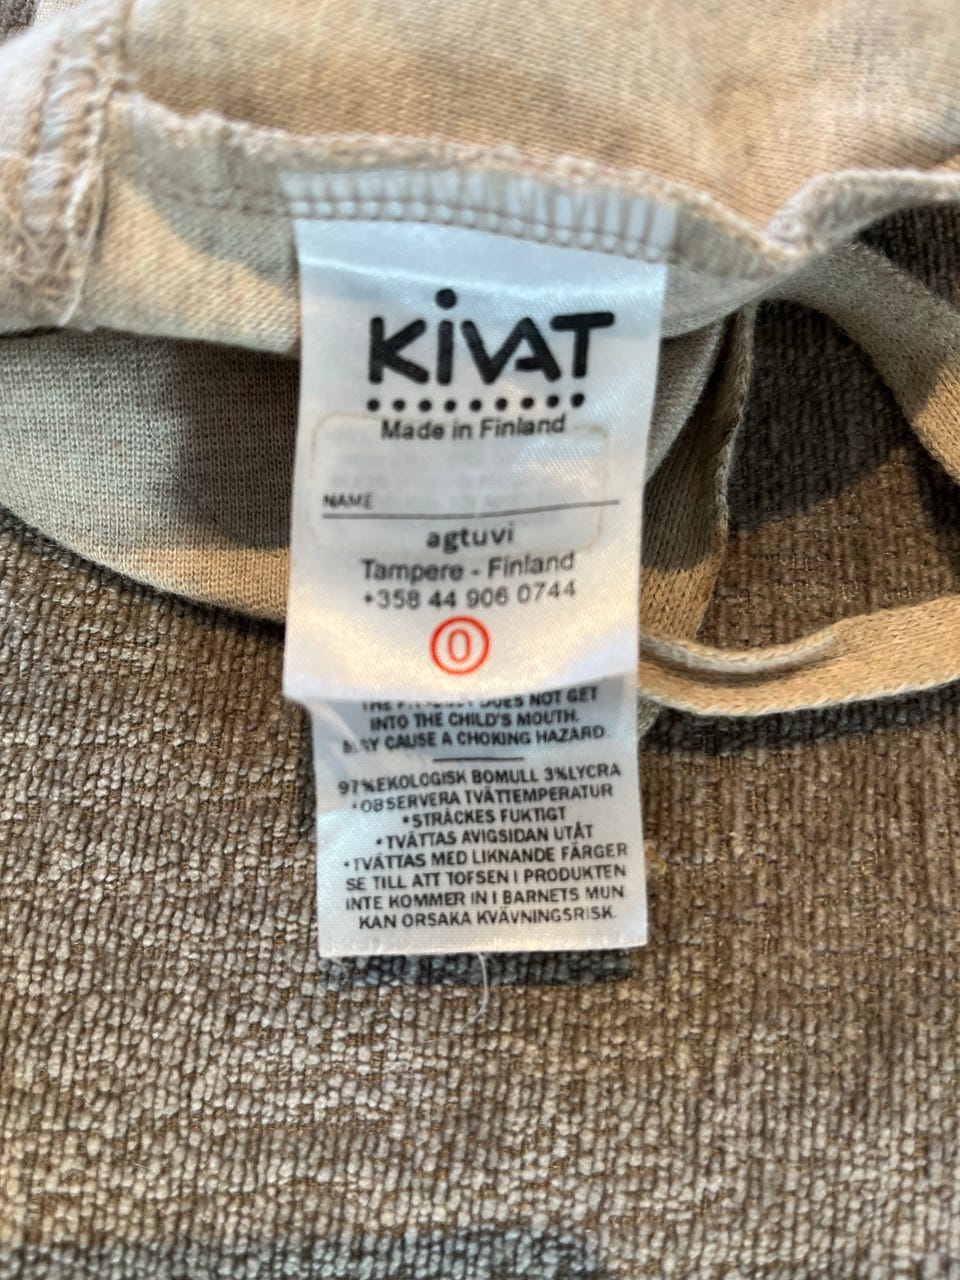 KiVAT
Made in Finland
NAME
agtuvi
Tampere - Finland
+358 44 906 0744
0
DOES NOT GET
INTO THE CHILD'S MOUTH.
MAY CAUSE A CHOKING HAZARD.
97%EKOLOGISK BOMULL 3%LYCRA
•OBSERVERA TVÄTTEMPERATUR
•STRÄCKES FUKTIGT
•TVÄTTAS AVIGSIDAN UTÅT
•TVÄTTAS MED LIKNANDE FÄRGER
SE TILL ATT TOFSEN I PRODUKTEN
INTE KOMMER IN I BARNETS MUN
KAN ORSAKA KVÄVNINGSRISK.